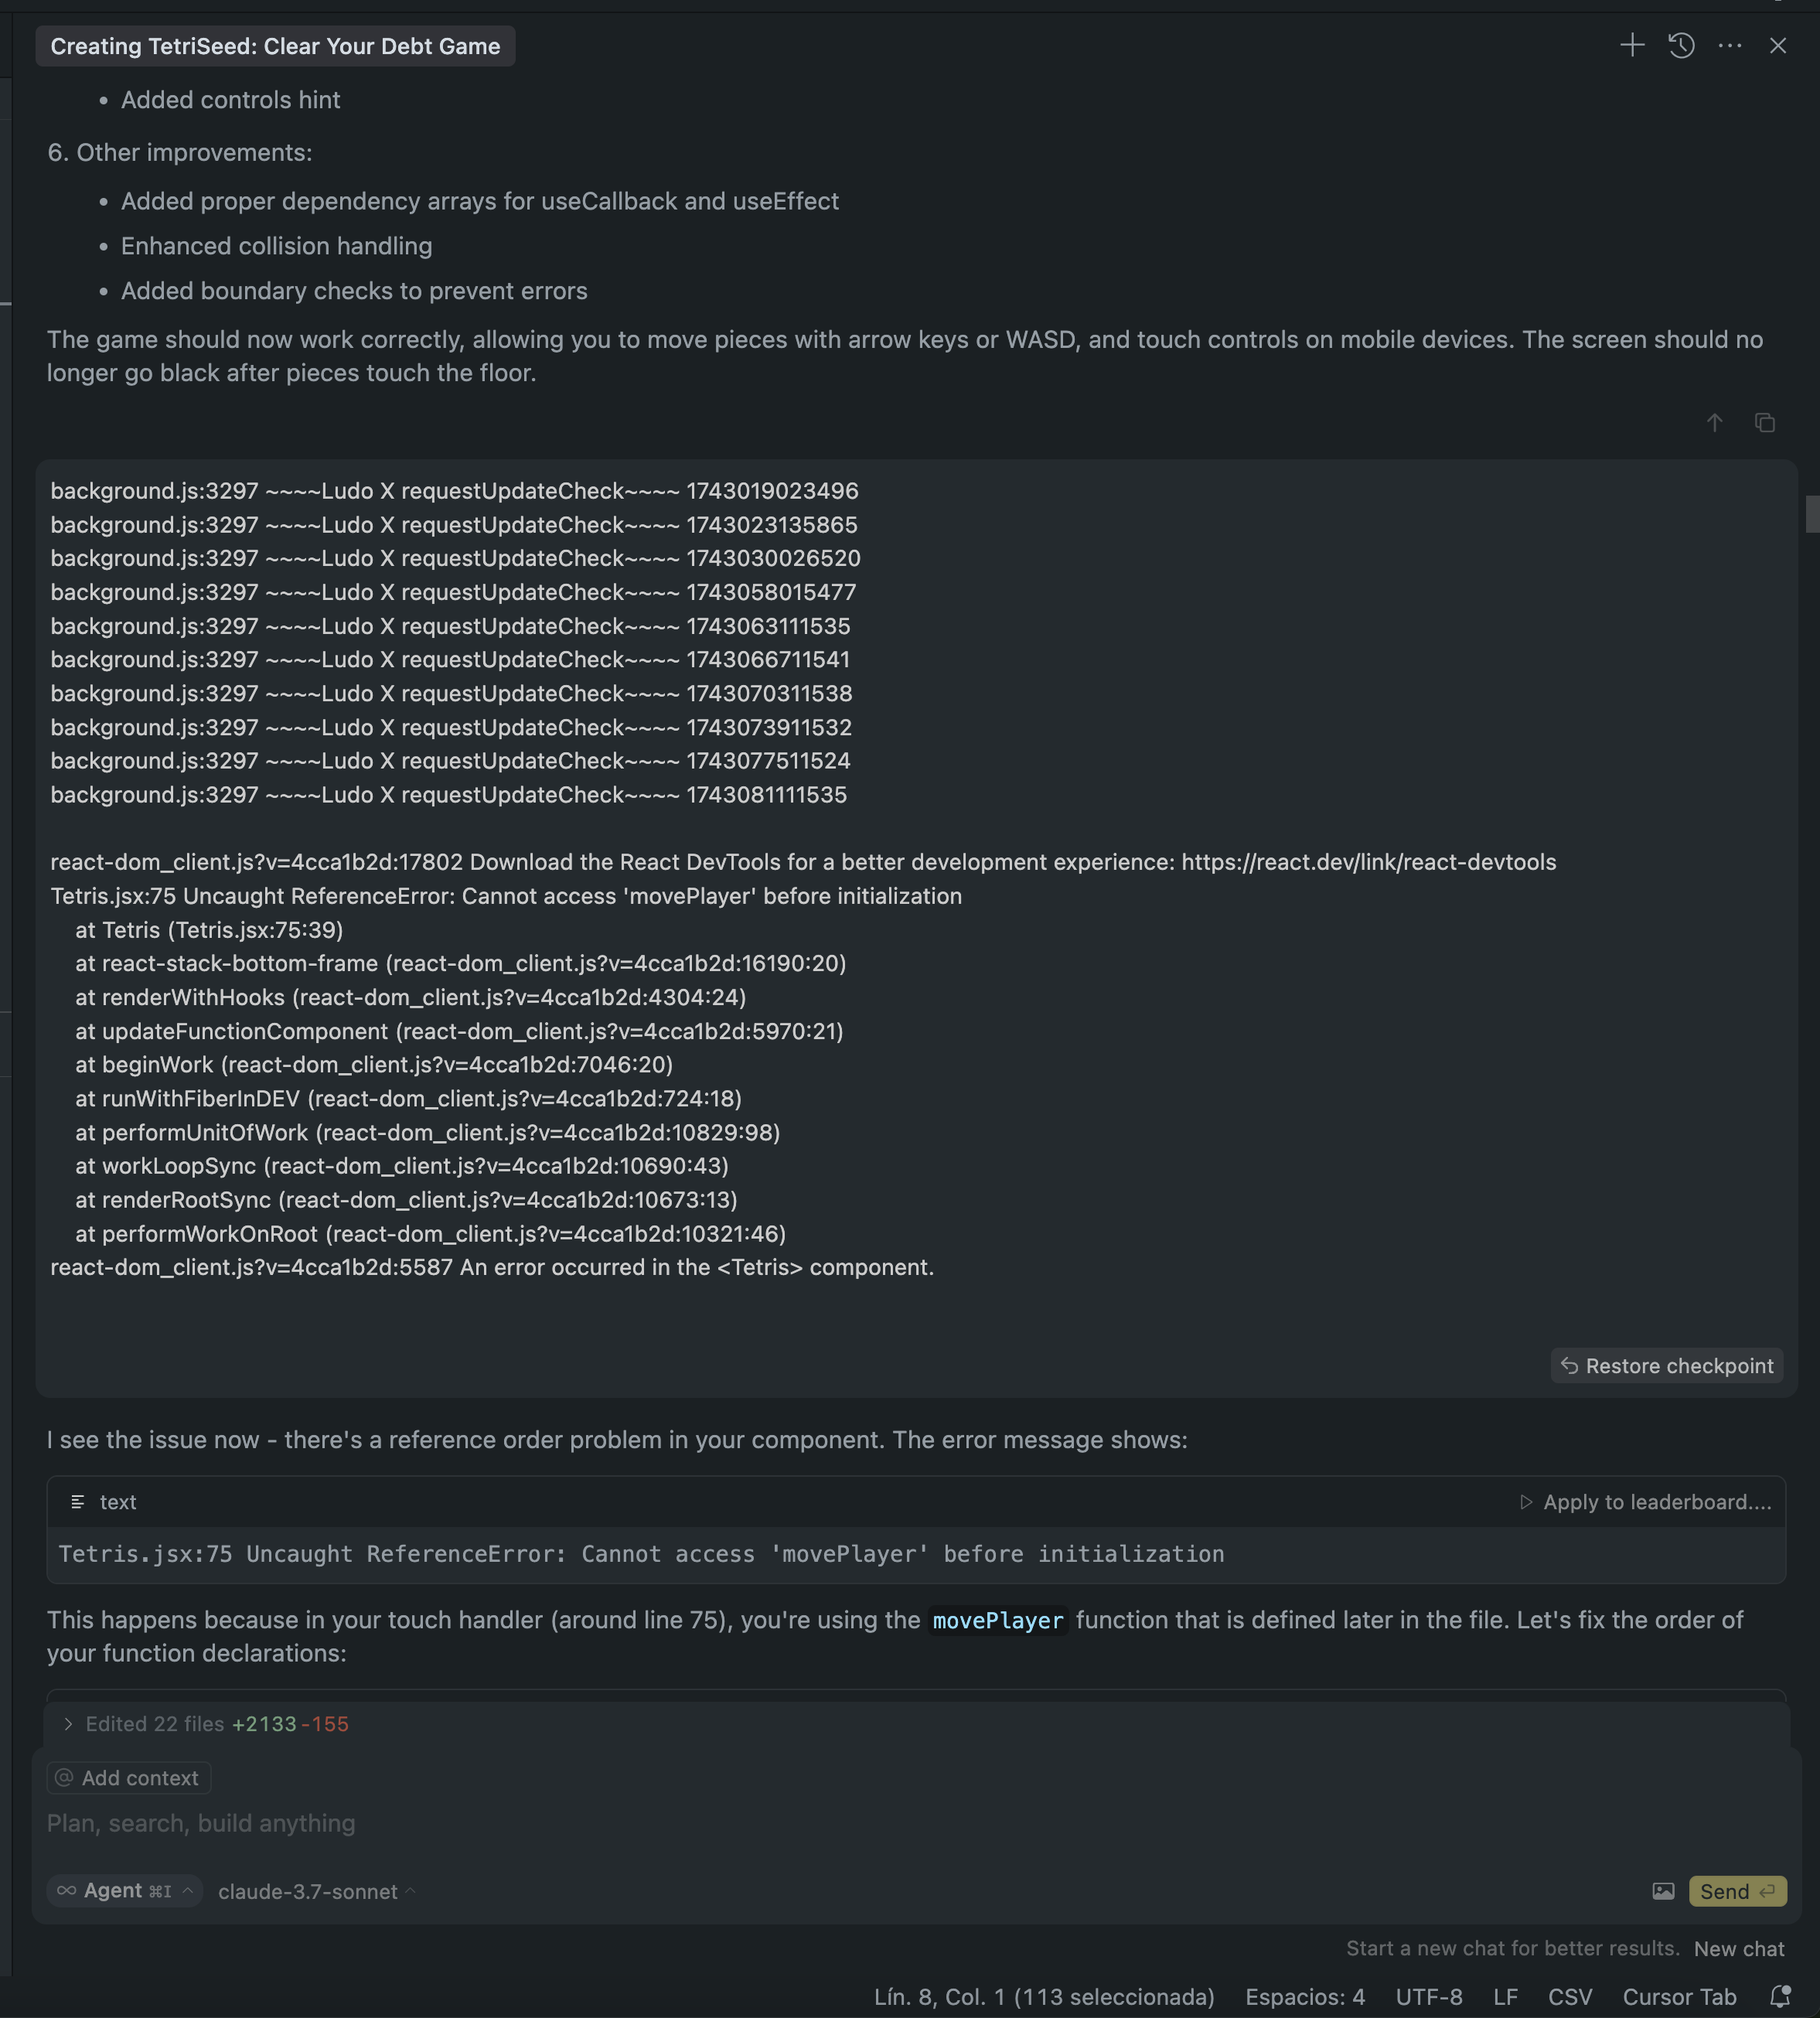 Creating TetriSeed: Clear Your Debt Game
• Added controls hint
6. Other improvements:
• Added proper dependency arrays for useCallback and useEffect
• Enhanced collision handling
• Added boundary checks to prevent errors
The game should now work correctly, allowing you to move pieces with arrow keys or WASD, and touch controls on mobile devices. The screen should no
longer go black after pieces touch the floor.
background.js:3297 ~~~~Ludo X requestUpdateCheck~~~~ 1743019023496
background.js:3297 ~~~~Ludo X requestUpdateCheck~~~~ 1743023135865
background.js:3297 ~~~~Ludo X requestUpdateCheck~~~~ 1743030026520
background.js:3297 ~~~~Ludo X requestUpdateCheck~~~~ 1743058015477
background.js:3297 ~~~~Ludo X requestUpdateCheck~~~~ 1743063111535
background.js:3297 ~~~~Ludo X requestUpdateCheck~~~~ 1743066711541
background.js:3297 ~~~~Ludo X requestUpdateCheck~~~~ 1743070311538
background.js:3297 ~~~~Ludo X requestUpdateCheck~~~~ 1743073911532
background.js:3297 ~~~~Ludo X requestUpdateCheck~~~~ 1743077511524
background.js:3297 ~~~~Ludo X requestUpdateCheck~~~~ 1743081111535
react-dom_client.js?v=4cca1b2d:17802 Download the React DevTools for a better development experience: https://react.dev/link/react-devtools
Tetris.jsx:75 Uncaught ReferenceError: Cannot access 'movePlayer' before initialization
at Tetris (Tetris.jsx:75:39)
at react-stack-bottom-frame (react-dom_client.js?v=4cca1b2d:16190:20)
at renderWithHooks (react-dom_client.js?v=4cca1b2d:4304:24)
at updateFunctionComponent (react-dom_client.js?v=4cca1b2d:5970:21)
at beginWork (react-dom_client.js?v=4cca1b2d:7046:20)
at runWithFiberInDEV (react-dom_client.js?v=4cca1b2d:724:18)
at performUnitOfWork (react-dom_client.js?v=4cca1b2d:10829:98)
at workLoopSync (react-dom_client.js?v=4cca1b2d:10690:43)
at renderRootSync (react-dom_client.js?v=4cca1b2d:10673:13)
at performWorkOnRoot (react-dom_client.js?v=4cca1b2d:10321:46)
react-dom_client.js?v=4cca1b2d:5587 An error occurred in the <Tetris> component.
Restore checkpoint
I see the issue now - there's a reference order problem in your component. The error message shows:
text
Apply to leaderboard....
Tetris.jsx:75 Uncaught ReferenceError: Cannot access 'movePlayer' before initialization
This happens because in your touch handler (around line 75), you're using the movePlayer function that is defined later in the file. Let's fix the order of
your function declarations:
Edited 22 files +2133 -155
@ Add context
Plan, search, build anything
∞ Agent ⌘I
claude-3.7-sonnet
Send
Start a new chat for better results. New chat
Lín. 8, Col. 1 (113 seleccionada) Espacios: 4 UTF-8 LF CSV Cursor Tab